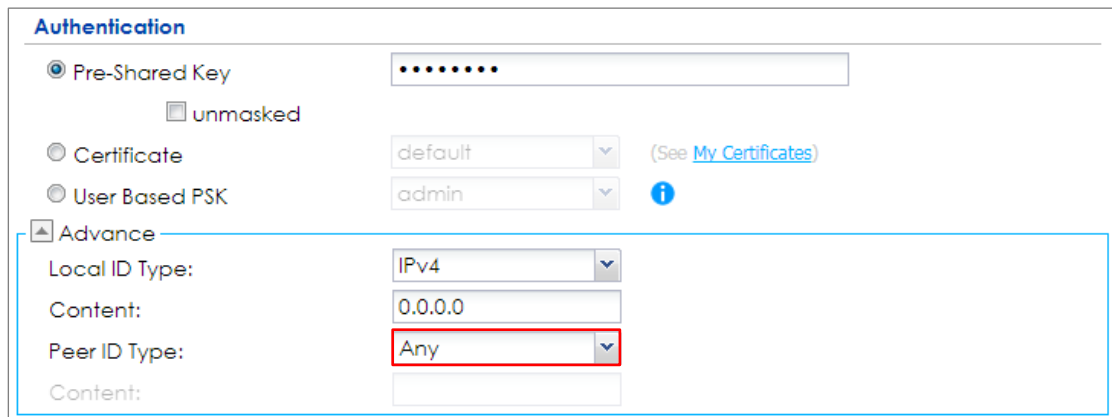 Authentication
Pre-Shared Key ••••••••
unmasked
Certificate default (See My Certificates)
User Based PSK admin
Advance
Local ID Type: IPv4
Content: 0.0.0.0
Peer ID Type: Any
Content: